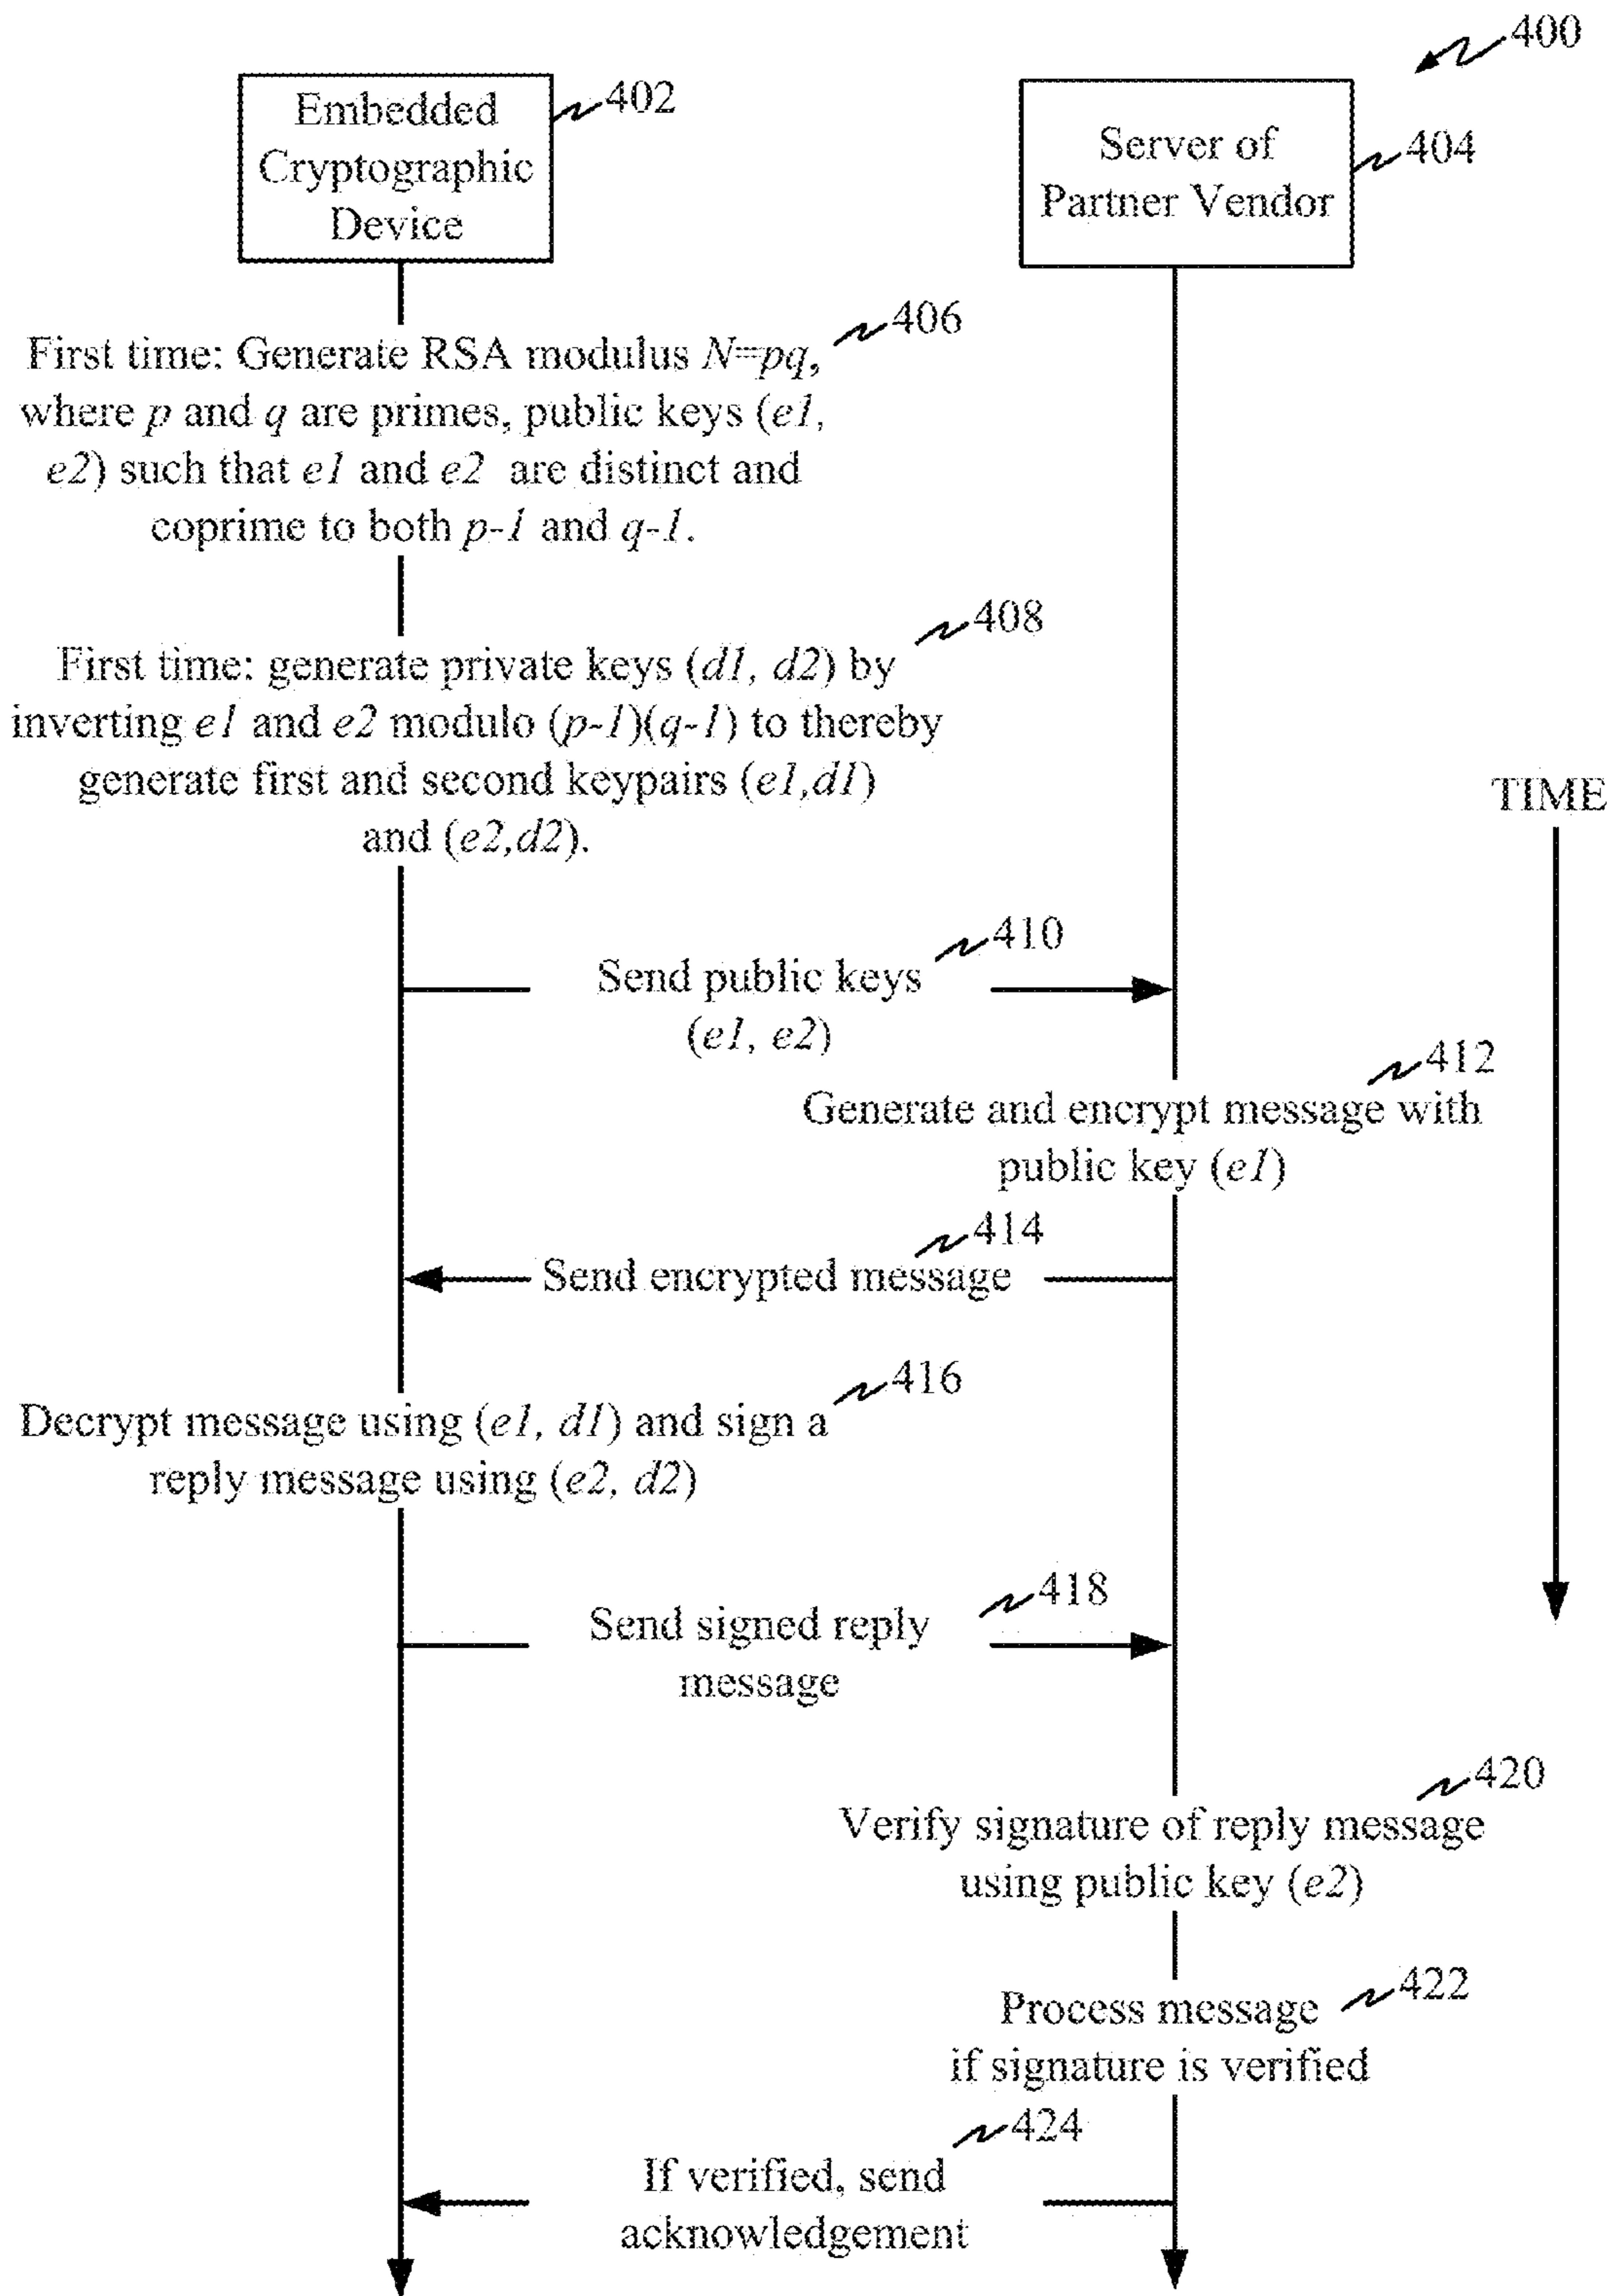 400
Embedded
Cryptographic
Device
402
Server of
Partner Vendor
404
406
First time: Generate RSA modulus N=pq,
where p and q are primes, public keys (e1,
e2) such that e1 and e2 are distinct and
coprime to both p-1 and q-1.
408
First time: generate private keys (d1, d2) by
inverting e1 and e2 modulo (p-1)(q-1) to thereby
generate first and second keypairs (e1,d1)
and (e2,d2).
TIME
410
Send public keys
(e1, e2)
412
Generate and encrypt message with
public key (e1)
414
Send encrypted message
416
Decrypt message using (e1, d1) and sign a
reply message using (e2, d2)
418
Send signed reply
message
420
Verify signature of reply message
using public key (e2)
422
Process message
if signature is verified
424
If verified, send
acknowledgement